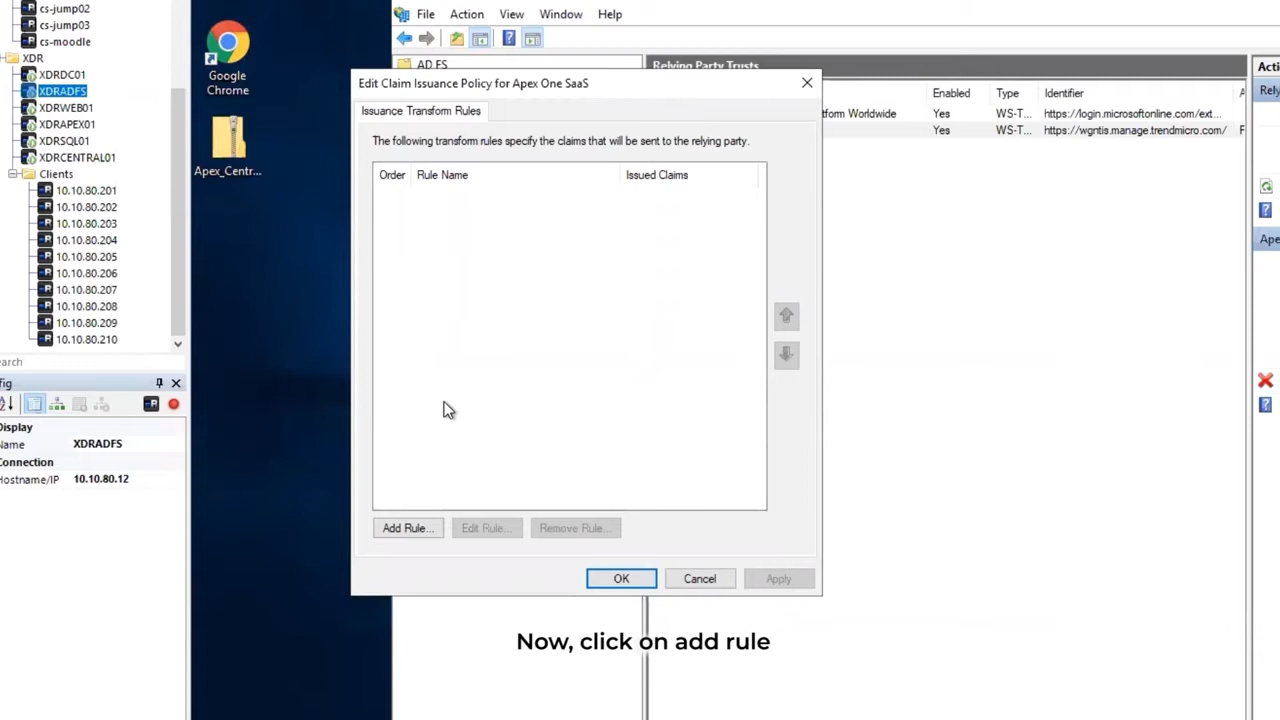 cs-jump02
cs-jump03
cs-moodle
XDR
XDRDC01
XDRADFS
XDRWEB01
XDRAPEX01
XDRSQL01
XDRCENTRAL01
Clients
10.10.80.201
10.10.80.202
10.10.80.203
10.10.80.204
10.10.80.205
10.10.80.206
10.10.80.207
10.10.80.208
10.10.80.209
10.10.80.210
earch
fig
Display
Name XDRADFS
Connection
Hostname/IP 10.10.80.12
Google
Chrome
Apex_Centr...
File Action View Window Help
AD FS
Relying Party Trusts
Enabled Type Identifier
tform Worldwide Yes WS-T... https://login.microsoftonline.com/ext...
Yes WS-T... https://wgntis.manage.trendmicro.com/
Actio
Rely
Ape
Edit Claim Issuance Policy for Apex One SaaS
Issuance Transform Rules
The following transform rules specify the claims that will be sent to the relying party.
Order Rule Name Issued Claims
Add Rule... Edit Rule... Remove Rule...
OK Cancel Apply
Now, click on add rule